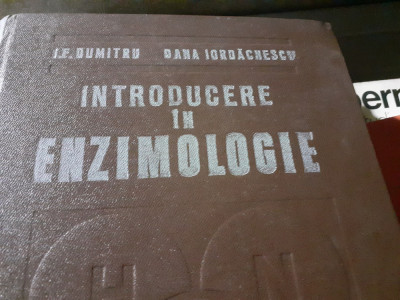 I.F. DUMITRU DANA IORDĂCHESCU
INTRODUCERE
ÎN
ENZIMOLOGIE
H N